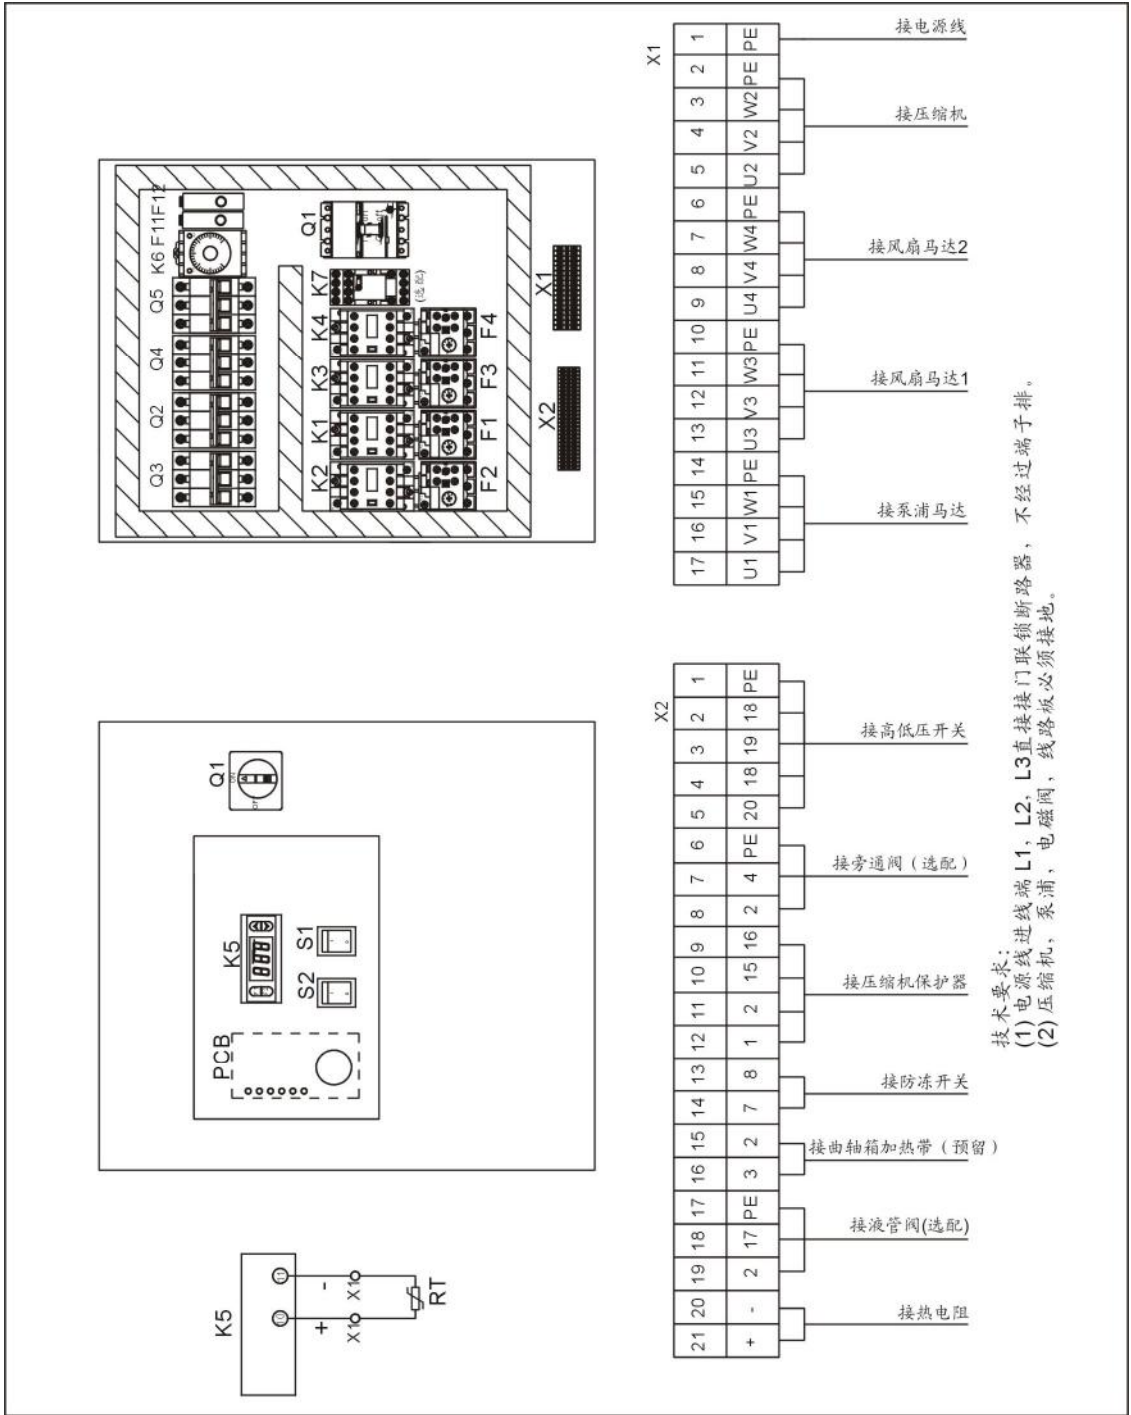 X1
1 PE
2 PE
3 W2
4 V2
5 U2
6 PE
7 W4
8 V4
9 U4
10 PE
11 W3
12 V3
13 U3
14 PE
15 W1
16 V1
17 U1
接电源线
接压缩机
接风扇马达2
接风扇马达1
接泵浦马达
K6 F11 F12
Q5
Q4
Q2
Q3
Q1
K7
(选配)
K4
K3
K1
K2
F4
F3
F1
F2
X1
X2
X2
1 PE
2 18
3 19
4 18
5 20
6 PE
7 4
8 2
9 16
10 15
11 2
12 1
13 8
14 7
15 2
16 3
17 PE
18 17
19 2
20 -
21 +
接高低压开关
接旁通阀（选配）
接压缩机保护器
接防冻开关
接曲轴箱加热带（预留）
接液管阀(选配)
接热电阻
Q1
ON
OFF
K5
S1
S2
PCB
K5
10
11
+
-
X1
X1
RT
技术要求：
(1)电源线进线端L1，L2，L3直接接门联锁断路器，不经过端子排。
(2)压缩机，泵浦，电磁阀，线路板必须接地。